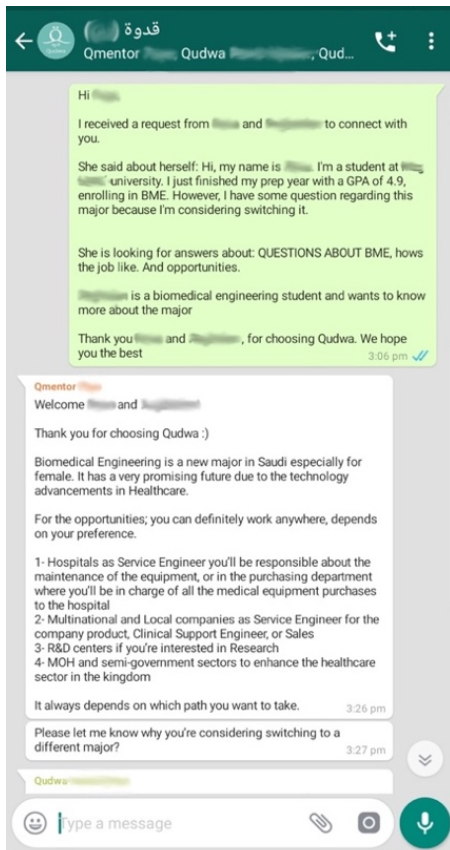 قدوة (
Qmentor Qudwa , Qud...
Hi
I received a request from and to connect with
you.
She said about herself: Hi, my name is . I'm a student at
university. I just finished my prep year with a GPA of 4.9,
enrolling in BME. However, I have some question regarding this
major because I'm considering switching it.
She is looking for answers about: QUESTIONS ABOUT BME, hows
the job like. And opportunities.
is a biomedical engineering student and wants to know
more about the major
Thank you and , for choosing Qudwa. We hope
you the best
3:06 pm
Qmentor
Welcome and
Thank you for choosing Qudwa :)
Biomedical Engineering is a new major in Saudi especially for
female. It has a very promising future due to the technology
advancements in Healthcare.
For the opportunities; you can definitely work anywhere, depends
on your preference.
1- Hospitals as Service Engineer you'll be responsible about the
maintenance of the equipment, or in the purchasing department
where you'll be in charge of all the medical equipment purchases
to the hospital
2- Multinational and Local companies as Service Engineer for the
company product, Clinical Support Engineer, or Sales
3- R&D centers if you're interested in Research
4- MOH and semi-government sectors to enhance the healthcare
sector in the kingdom
It always depends on which path you want to take.
3:26 pm
Please let me know why you're considering switching to a
different major?
3:27 pm
Qudwa
Type a message